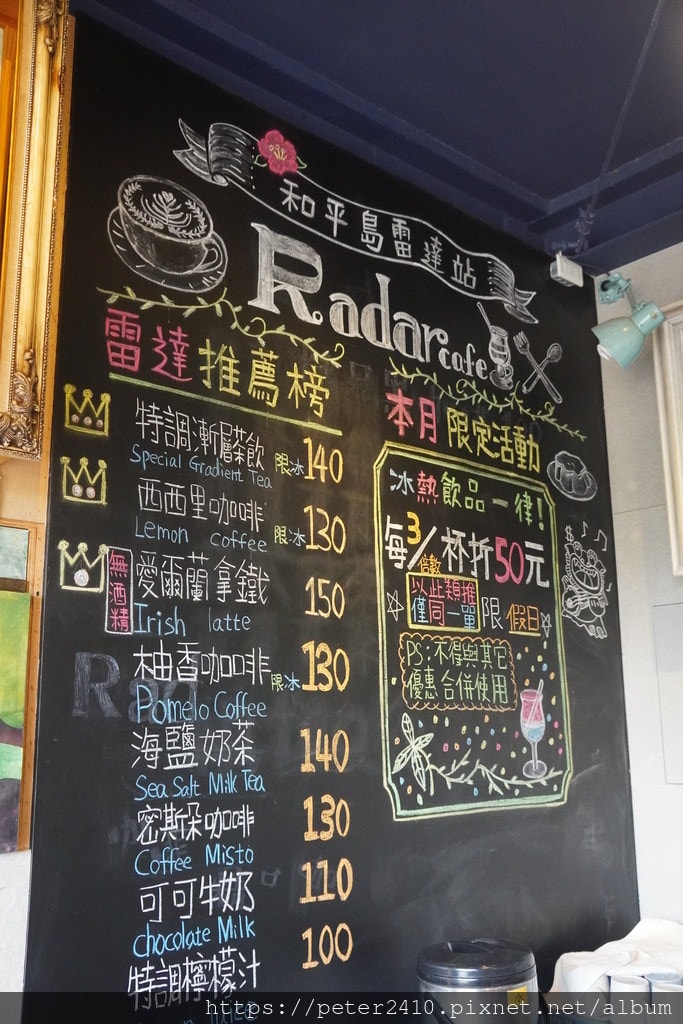 和平島雷達站
Radar cafe
雷達推薦榜
特調漸層茶飲 限冰 140
Special Gradient Tea
西西里咖啡 限冰 130
Lemon coffee
無酒精 愛爾蘭拿鐵 150
Irish latte
柚香咖啡 限冰 130
Pomelo Coffee
海鹽奶茶 140
Sea Salt Milk Tea
密斯朵咖啡 130
Coffee Misto
可可牛奶 110
chocolate Milk
特調檸檬汁 100
本月限定活動
冰熱飲品一律!
每3/杯折50元
倍數
以此類推
僅同一單 限假日
PS:不得與其它
優惠合併使用
https://peter2410.pixnet.net/album